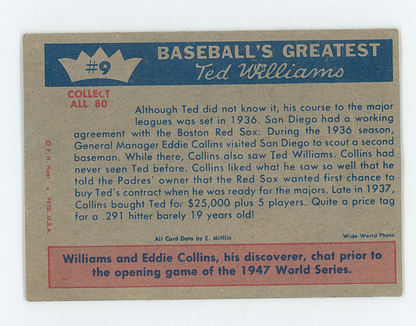 #9
BASEBALL'S GREATEST
Ted Williams
COLLECT
ALL 80
Although Ted did not know it, his course to the major
leagues was set in 1936. San Diego had a working
agreement with the Boston Red Sox. During the 1936 season,
General Manager Eddie Collins visited San Diego to scout a second
baseman. While there, Collins also saw Ted Williams. Collins had
never seen Ted before. Collins liked what he saw so well that he
told the Padres' owner that the Red Sox wanted first chance to
buy Ted's contract when he was ready for the majors. Late in 1937,
Collins bought Ted for $25,000 plus 5 players. Quite a price tag
for a .291 hitter barely 19 years old!
© F. H. Fleer • PRTD. U.S.A.
All Card Data by E. Mifflin
Wide World Photo
Williams and Eddie Collins, his discoverer, chat prior to
the opening game of the 1947 World Series.